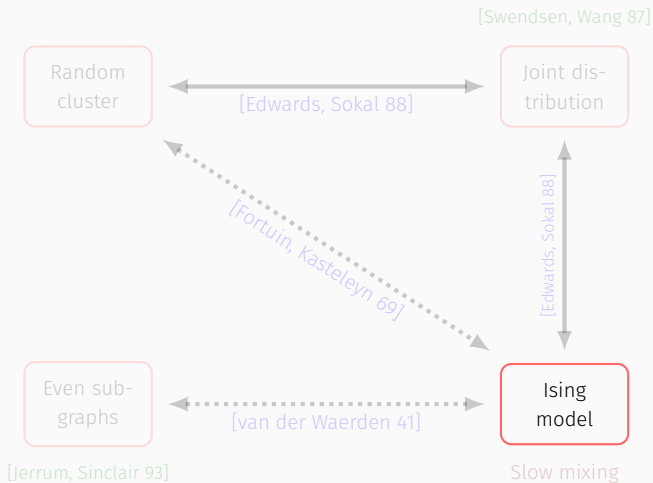 [Swendsen, Wang 87]
Random
cluster
Joint dis-
tribution
[Edwards, Sokal 88]
[Edwards, Sokal 88]
[Fortuin, Kasteleyn 69]
Even sub-
graphs
Ising
model
[van der Waerden 41]
[Jerrum, Sinclair 93]
Slow mixing